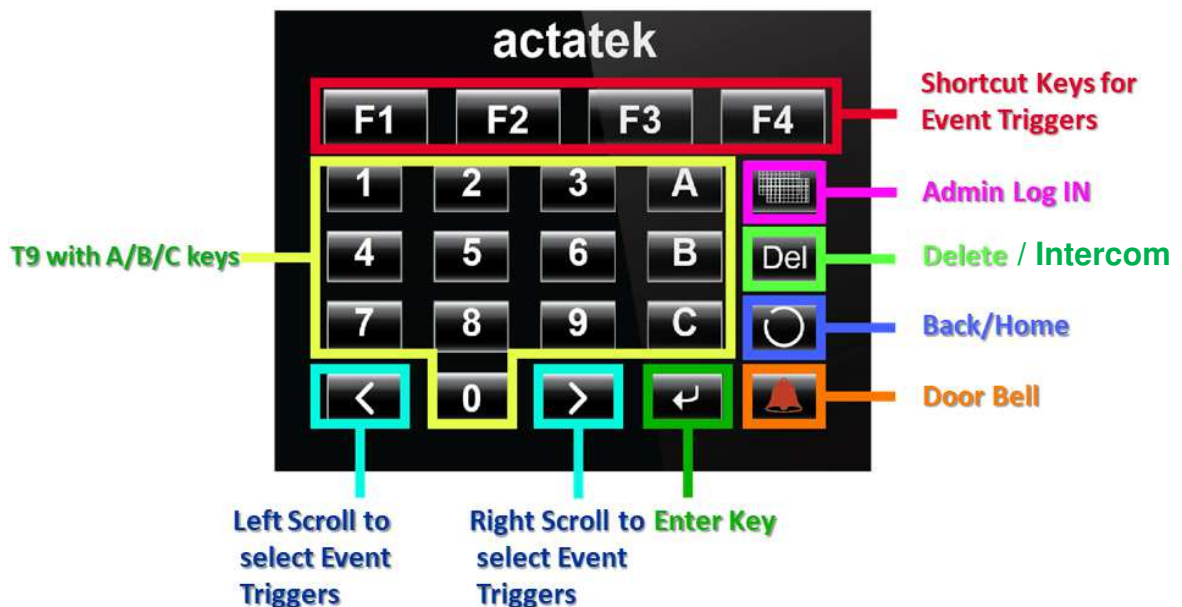 actatek
F1 F2 F3 F4
Shortcut Keys for
Event Triggers
1 2 3 A
Admin Log IN
T9 with A/B/C keys
4 5 6 B Del
Delete / Intercom
7 8 9 C
Back/Home
< 0 >
Door Bell
Left Scroll to
select Event
Triggers
Right Scroll to
select Event
Triggers
Enter Key